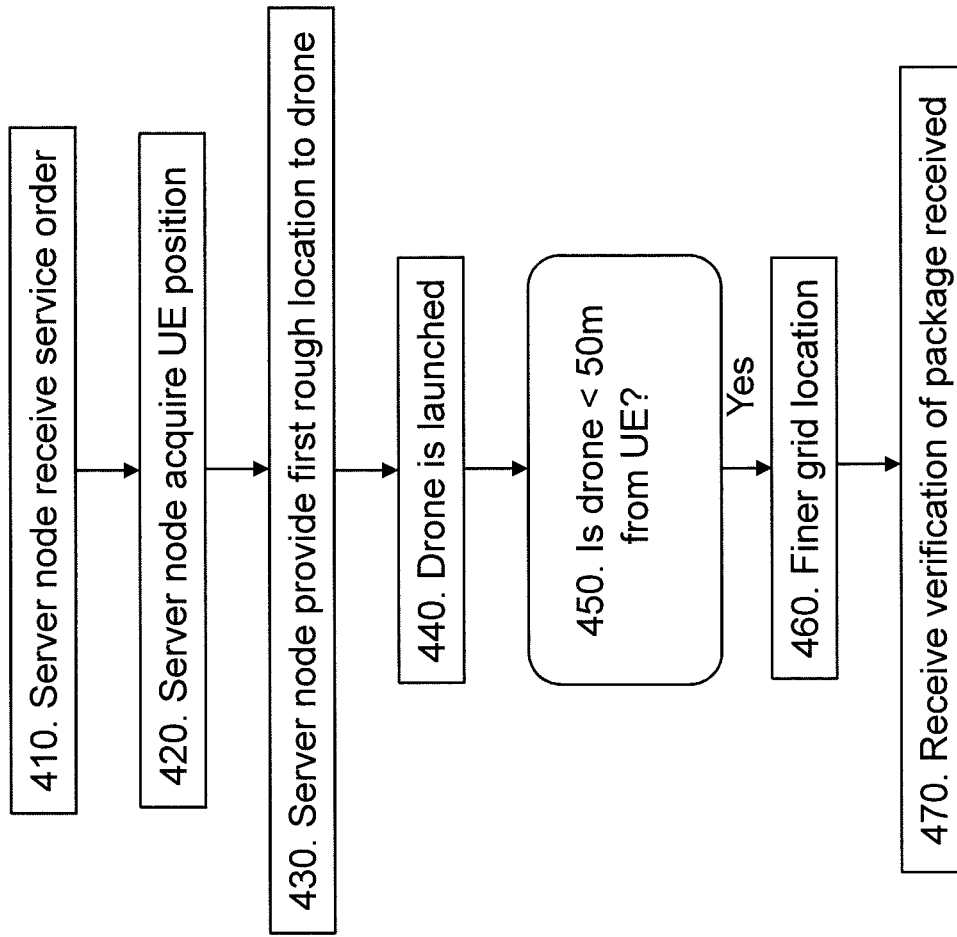 410. Server node receive service order
420. Server node acquire UE position
430. Server node provide first rough location to drone
440. Drone is launched
450. Is drone < 50m
from UE?
Yes
460. Finer grid location
470. Receive verification of package received